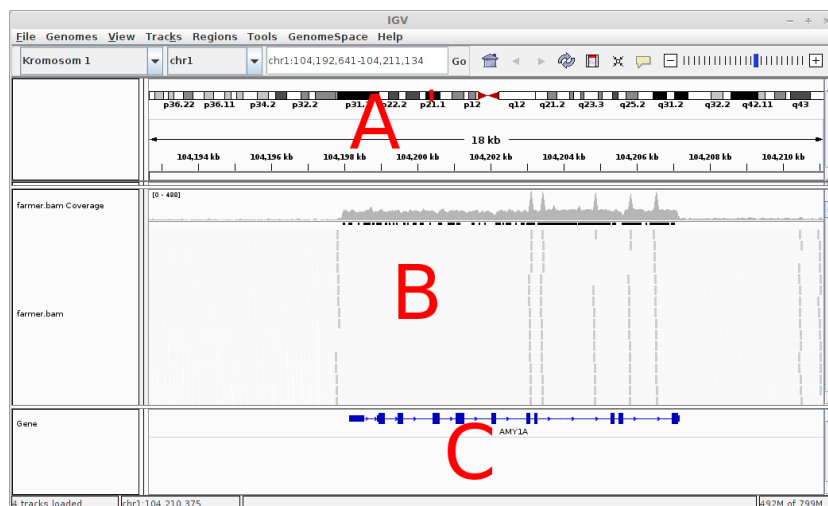 IGV
File Genomes View Tracks Regions Tools GenomeSpace Help
Kromosom 1 chr1 chr1:104,192,641-104,211,134 Go
p36.22 p36.11 p34.2 p32.2 p31.1 p22.2 p21.1 p12 q12 q21.2 q23.3 q25.2 q31.2 q32.2 q42.11 q43
A
18 kb
104,194 kb 104,196 kb 104,198 kb 104,200 kb 104,202 kb 104,204 kb 104,206 kb 104,208 kb 104,210 kb
[0 - 488]
farmer.bam Coverage
B
farmer.bam
Gene
AMY1A
C
4 tracks loaded chr1:104,210,375 492M of 799M